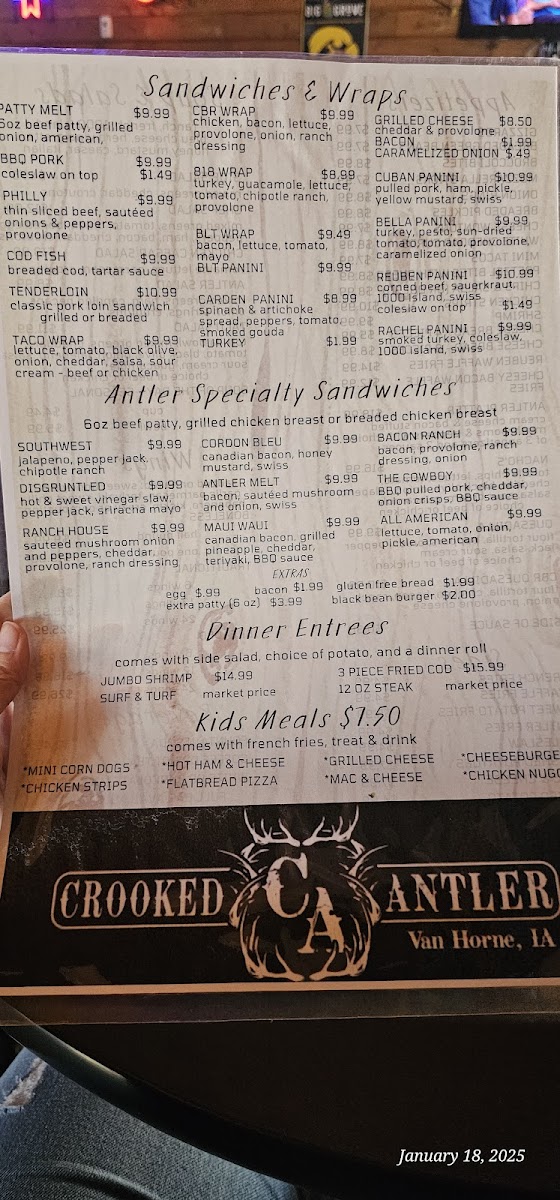 BIG GROVE
Sandwiches & Wraps
PATTY MELT $9.99
6oz beef patty, grilled
onion, american,
BBQ PORK $9.99
coleslaw on top $1.49
PHILLY $9.99
thin sliced beef, sautéed
onions & peppers,
provolone
COD FISH $9.99
breaded cod, tartar sauce
TENDERLOIN $10.99
classic pork loin sandwich
grilled or breaded
TACO WRAP $9.99
lettuce, tomato, black olive,
onion, cheddar, salsa, sour
cream - beef or chicken
CBR WRAP $9.99
chicken, bacon, lettuce,
provolone, onion, ranch
dressing
818 WRAP $8.99
turkey, guacamole, lettuce,
tomato, chipotle ranch,
provolone
BLT WRAP $9.49
bacon, lettuce, tomato,
mayo
BLT PANINI $9.99
CARDEN PANINI $8.99
spinach & artichoke
spread, peppers, tomato,
smoked gouda
TURKEY $1.99
GRILLED CHEESE $8.50
cheddar & provolone
BACON $1.99
CARAMELIZED ONION $.49
CUBAN PANINI $10.99
pulled pork, ham, pickle,
yellow mustard, swiss
BELLA PANINI $9.99
turkey, pesto, sun-dried
tomato, tomato, provolone,
caramelized onion
REUBEN PANINI $10.99
corned beef, sauerkraut,
1000 island, swiss
coleslaw on top $1.49
RACHEL PANINI $9.99
smoked turkey, coleslaw,
1000 island, swiss
Antler Specialty Sandwiches
6oz beef patty, grilled chicken breast or breaded chicken breast
SOUTHWEST $9.99
jalapeno, pepper jack,
chipotle ranch
DISGRUNTLED $9.99
hot & sweet vinegar slaw,
pepper jack, sriracha mayo
RANCH HOUSE $9.99
sauteed mushroom onion
and peppers, cheddar,
provolone, ranch dressing
CORDON BLEU $9.99
canadian bacon, honey
mustard, swiss
ANTLER MELT $9.99
bacon, sautéed mushroom
and onion, swiss
MAUI WAUI $9.99
canadian bacon, grilled
pineapple, cheddar,
teriyaki, BBQ sauce
BACON RANCH $9.99
bacon, provolone, ranch
dressing, onion
THE COWBOY $9.99
BBQ pulled pork, cheddar,
onion crisps, BBQ sauce
ALL AMERICAN $9.99
lettuce, tomato, onion,
pickle, american
EXTRAS:
egg $.99 bacon $1.99 gluten free bread $1.99
extra patty (6 oz) $3.99 black bean burger $2.00
Dinner Entrees
comes with side salad, choice of potato, and a dinner roll
JUMBO SHRIMP $14.99 3 PIECE FRIED COD $15.99
SURF & TURF market price 12 OZ STEAK market price
Kids Meals $7.50
comes with french fries, treat & drink
*MINI CORN DOGS *HOT HAM & CHEESE *GRILLED CHEESE *CHEESEBURGE
*CHICKEN STRIPS *FLATBREAD PIZZA *MAC & CHEESE *CHICKEN NUGG
CROOKED CA ANTLER
Van Horne, IA
January 18, 2025